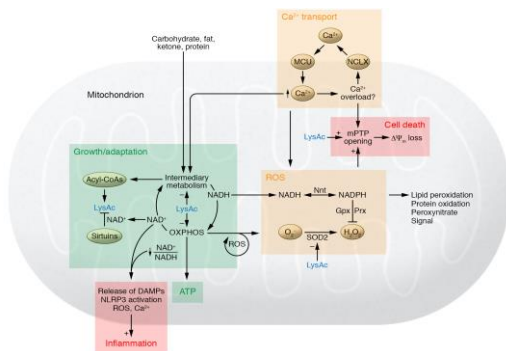 Ca²⁺ transport
Ca²⁺
MCU
NCLX
Ca²⁺
Ca²⁺
overload?
Carbohydrate, fat,
ketone, protein
Mitochondrion
Cell death
LysAc
+
mPTP
opening
ΔΨm loss
+
Growth/adaptation
Acyl-CoAs
Intermediary
metabolism
NADH
LysAc
–
LysAc
–
NAD⁺
NAD⁺
Sirtuins
OXPHOS
ROS
NAD⁺
NADH
ATP
ROS
NADH
Nnt
NADPH
Gpx
Prx
O₂
SOD2
H₂O₂
–
LysAc
Lipid peroxidation
Protein oxidation
Peroxynitrate
Signal
Release of DAMPs
NLRP3 activation
ROS, Ca²⁺
+
Inflammation